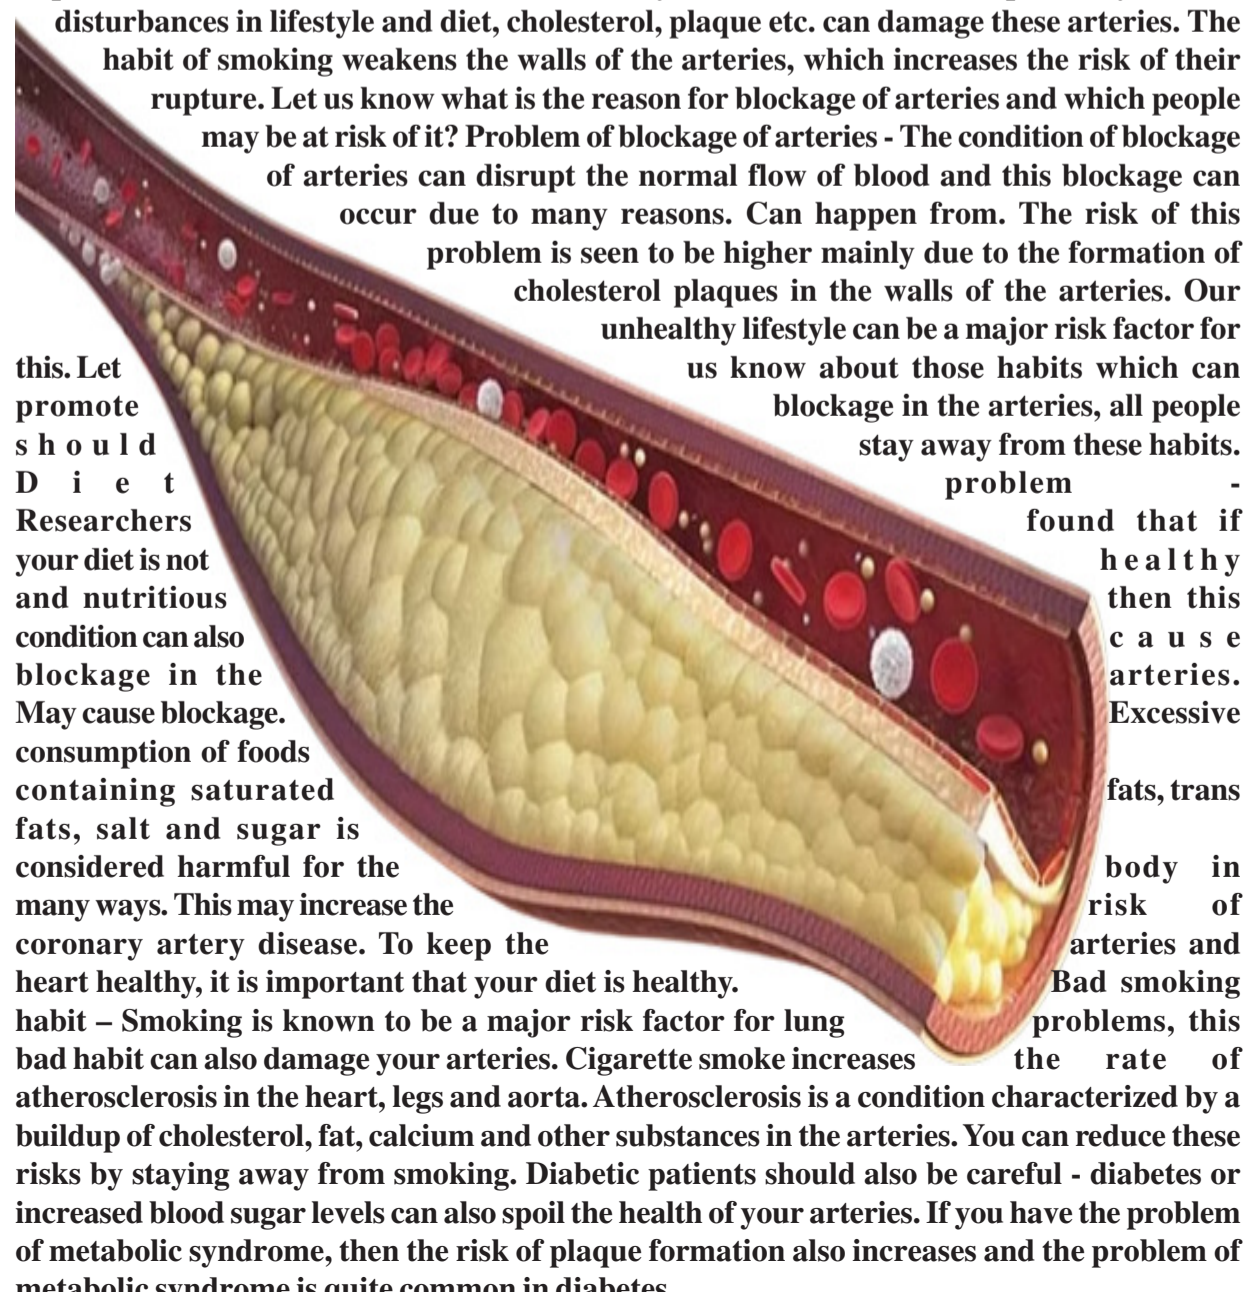 disturbances in lifestyle and diet, cholesterol, plaque etc. can damage these arteries. The
habit of smoking weakens the walls of the arteries, which increases the risk of their
rupture. Let us know what is the reason for blockage of arteries and which people
may be at risk of it? Problem of blockage of arteries - The condition of blockage
of arteries can disrupt the normal flow of blood and this blockage can
occur due to many reasons. Can happen from. The risk of this
problem is seen to be higher mainly due to the formation of
cholesterol plaques in the walls of the arteries. Our
unhealthy lifestyle can be a major risk factor for
this. Let us know about those habits which can
promote blockage in the arteries, all people
should stay away from these habits.
Diet problem -
Researchers found that if
your diet is not healthy
and nutritious then this
condition can also cause
blockage in the arteries.
May cause blockage. Excessive
consumption of foods
containing saturated fats, trans
fats, salt and sugar is
considered harmful for the body in
many ways. This may increase the risk of
coronary artery disease. To keep the arteries and
heart healthy, it is important that your diet is healthy. Bad smoking
habit – Smoking is known to be a major risk factor for lung problems, this
bad habit can also damage your arteries. Cigarette smoke increases the rate of
atherosclerosis in the heart, legs and aorta. Atherosclerosis is a condition characterized by a
buildup of cholesterol, fat, calcium and other substances in the arteries. You can reduce these
risks by staying away from smoking. Diabetic patients should also be careful - diabetes or
increased blood sugar levels can also spoil the health of your arteries. If you have the problem
of metabolic syndrome, then the risk of plaque formation also increases and the problem of
metabolic syndrome is quite common in diabetes